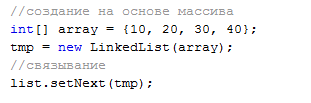 //создание на основе массива
int[] array = {10, 20, 30, 40};
tmp = new LinkedList(array);
//связывание
list.setNext(tmp);